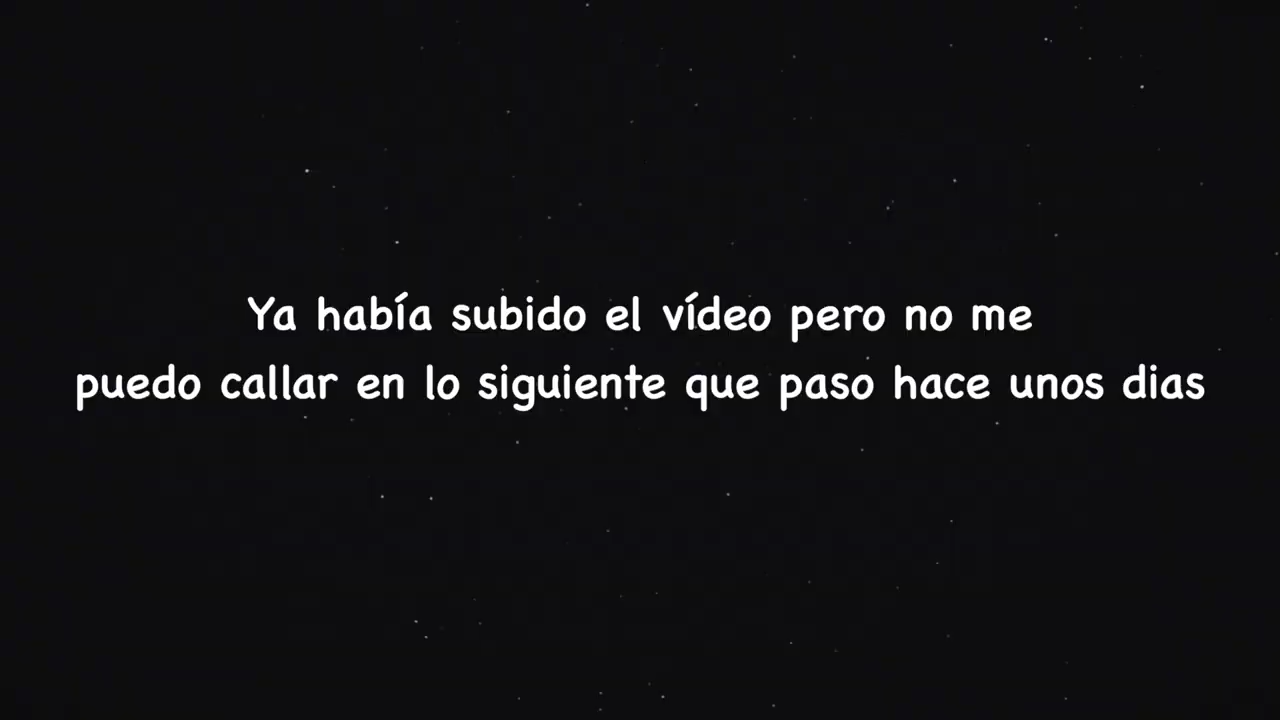 Ya había subido el vídeo pero no me
puedo callar en lo siguiente que paso hace unos dias